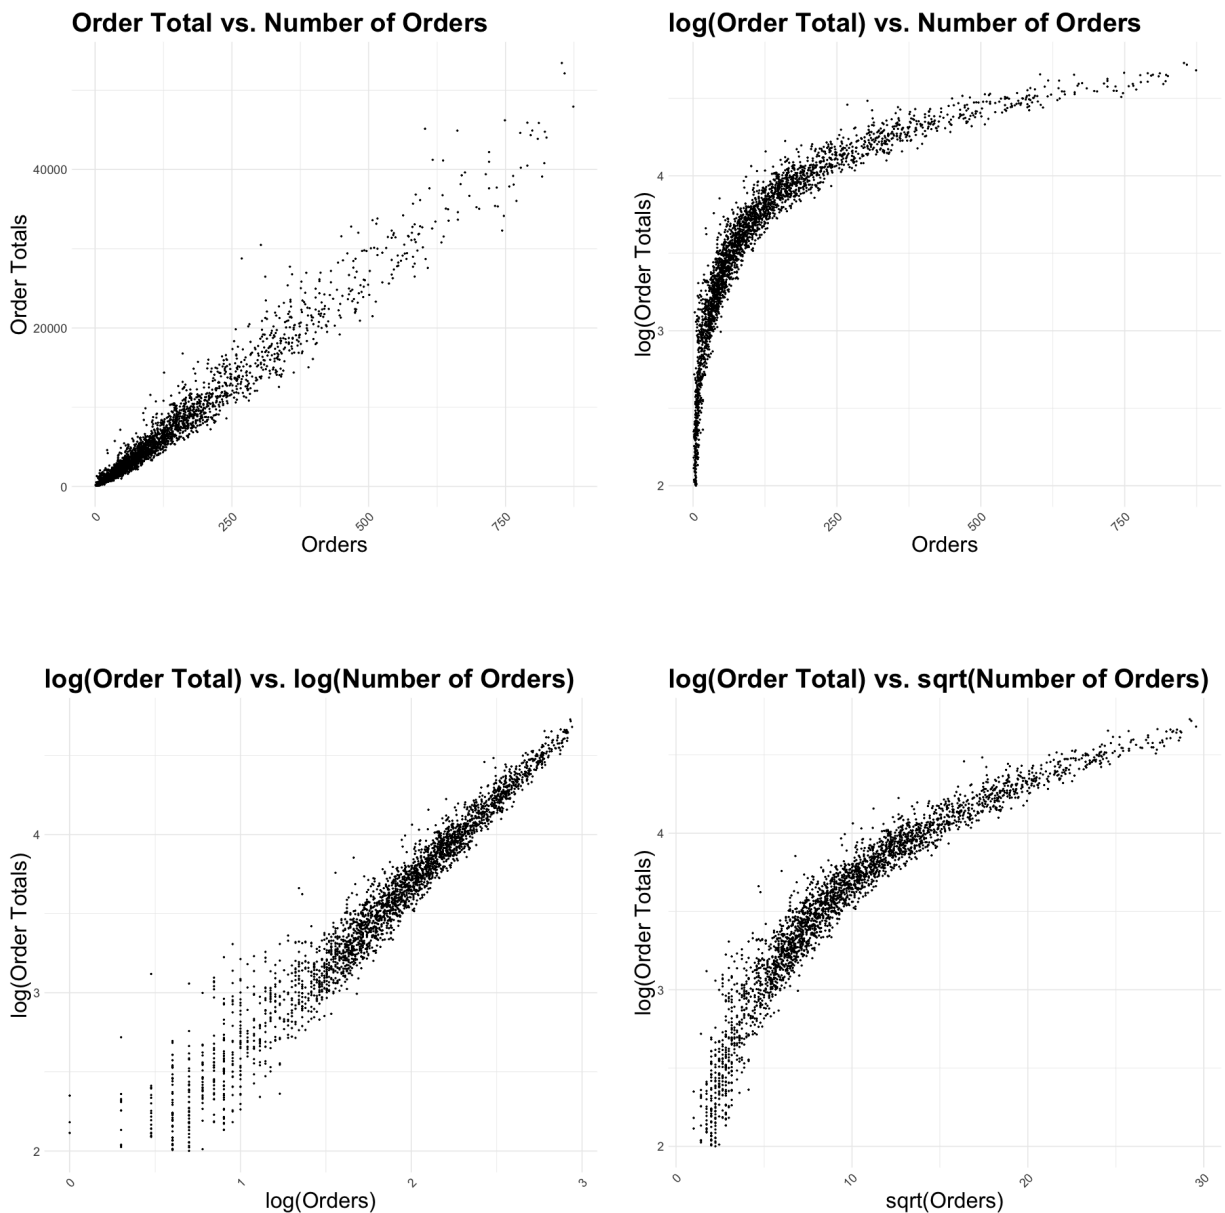 Order Total vs. Number of Orders
40000
20000
0
Order Totals
0
250
500
750
Orders
log(Order Total) vs. Number of Orders
4
3
2
log(Order Totals)
0
250
500
750
Orders
log(Order Total) vs. log(Number of Orders)
4
3
2
log(Order Totals)
0
1
2
3
log(Orders)
log(Order Total) vs. sqrt(Number of Orders)
4
3
2
log(Order Totals)
0
10
20
30
sqrt(Orders)